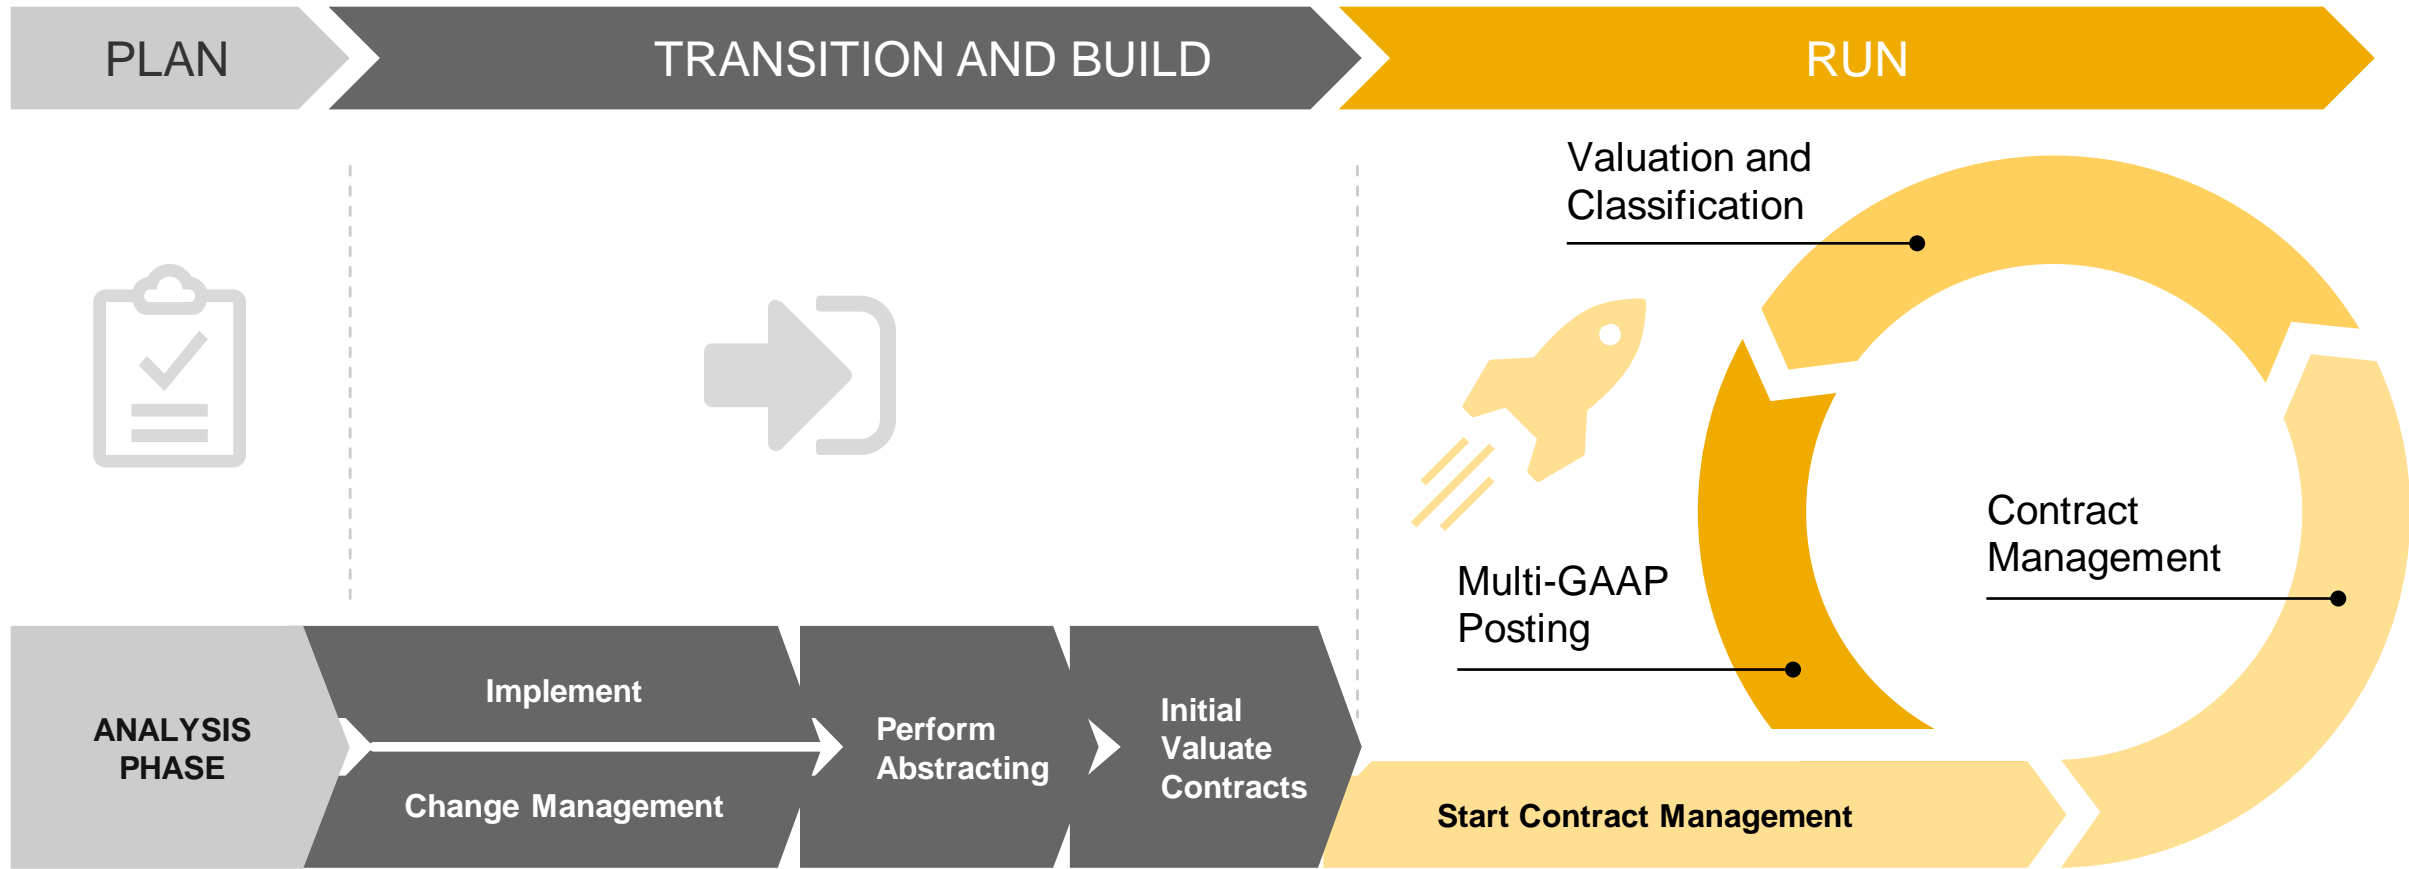 PLAN
TRANSITION AND BUILD
RUN
Valuation and
Classification
Contract
Management
Multi-GAAP
Posting
ANALYSIS
PHASE
Implement
Change Management
Perform
Abstracting
Initial
Valuate
Contracts
Start Contract Management